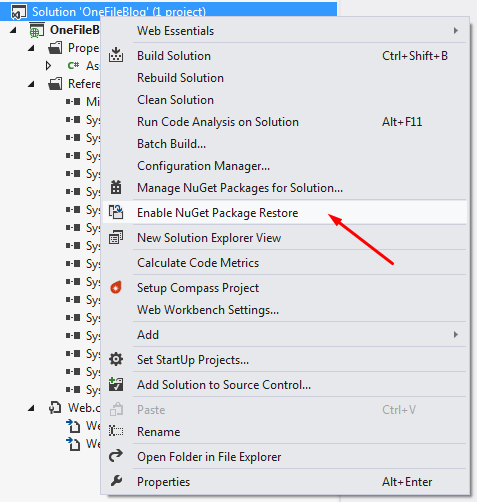 Solution 'OneFileBlog' (1 project)
OneFileB
Web Essentials
Prope
Build Solution Ctrl+Shift+B
C# As
Rebuild Solution
Refere
Clean Solution
Mi
Run Code Analysis on Solution Alt+F11
Sys
Batch Build...
Sys
Configuration Manager...
Sys
Manage NuGet Packages for Solution...
Sys
Enable NuGet Package Restore
Sys
New Solution Explorer View
Sys
Calculate Code Metrics
Sys
Setup Compass Project
Sys
Web Workbench Settings...
Sys
Add
Sys
Set StartUp Projects...
Sys
Add Solution to Source Control...
Sys
Web.c
Paste Ctrl+V
We
Rename
We
Open Folder in File Explorer
Properties Alt+Enter